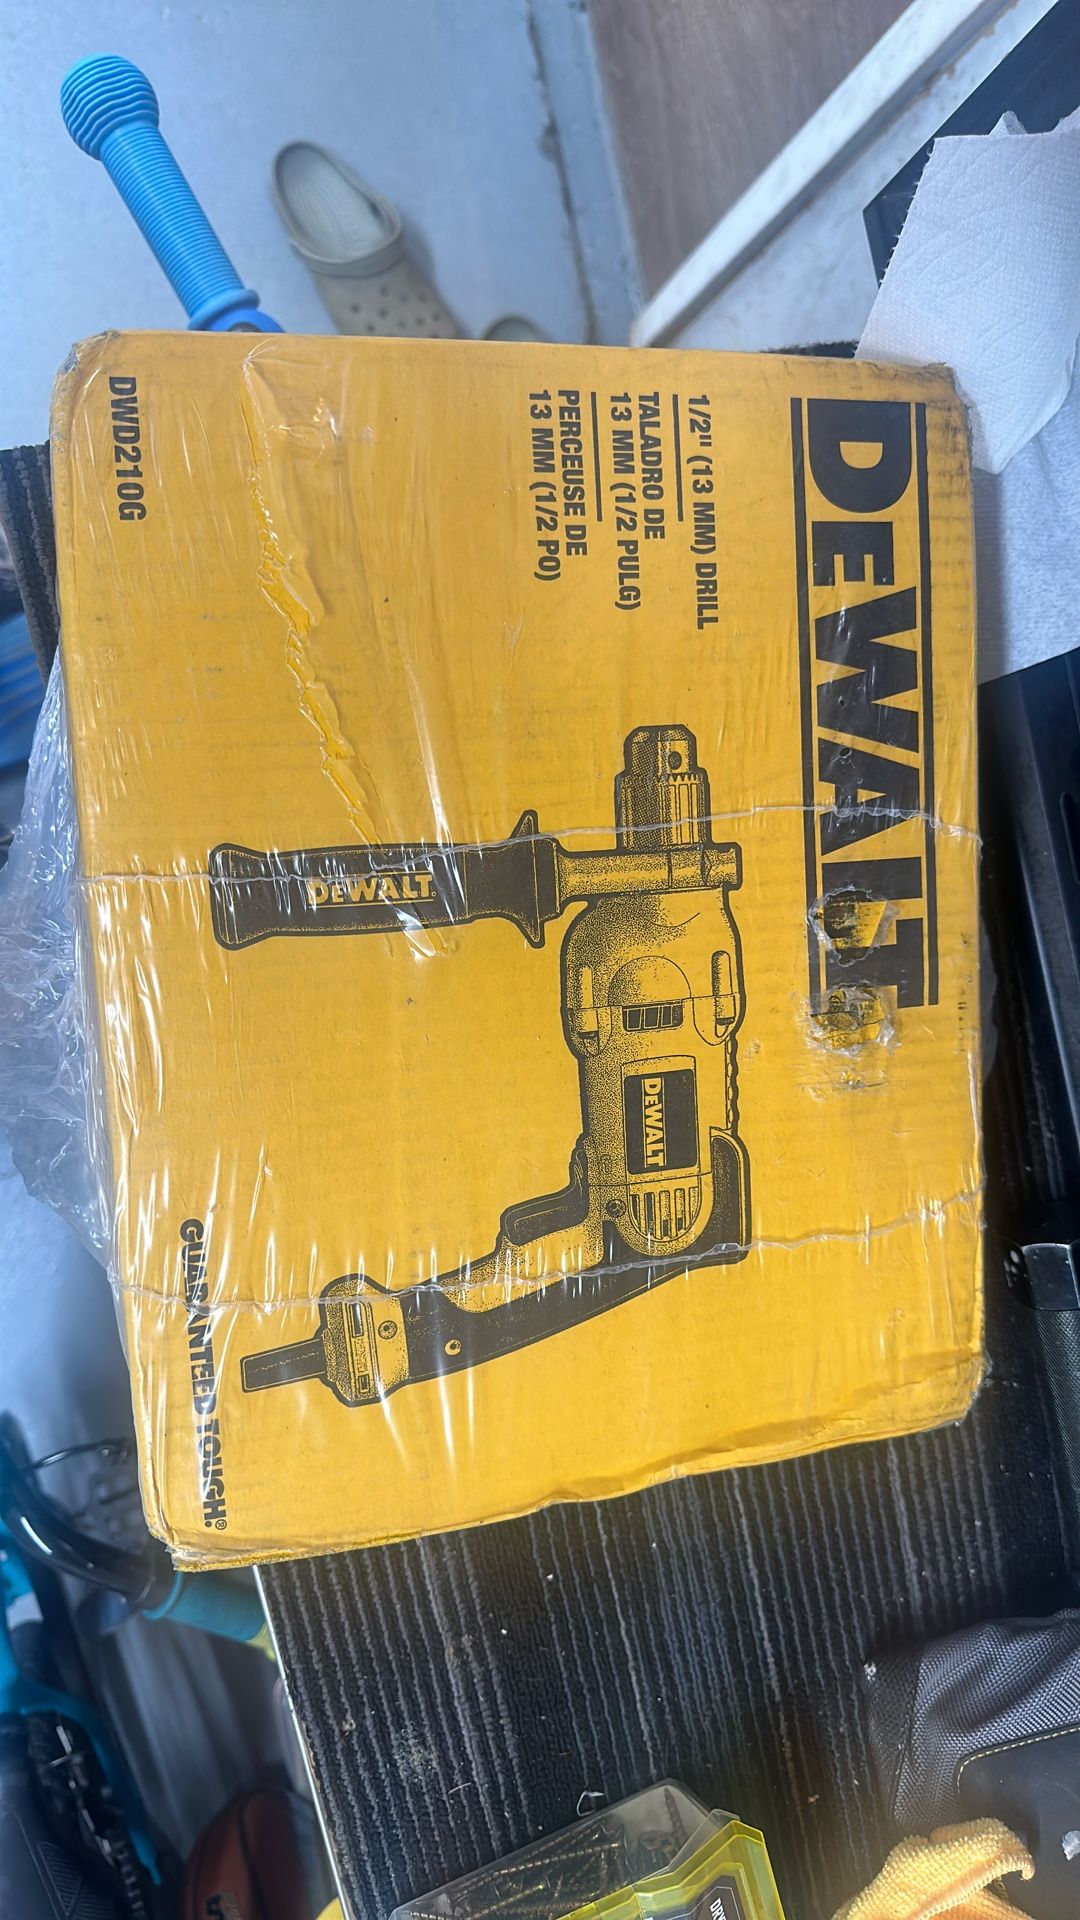 DEWALT
1/2" (13 MM) DRILL
TALADRO DE
13 MM (1/2 PULG)
PERCEUSE DE
13 MM (1/2 PO)
DWD210G
DEWALT
DEWALT
GUARANTEED TOUGH.®